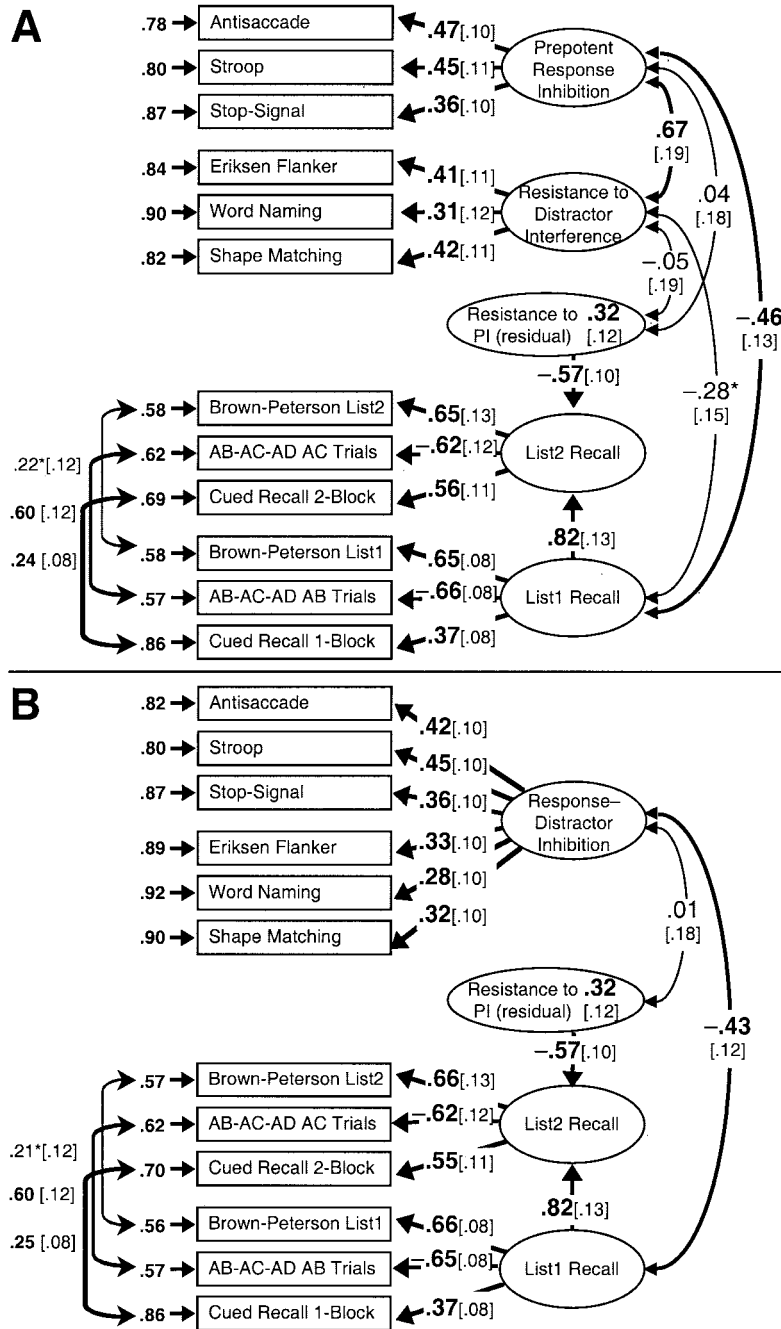 A
.78 Antisaccade .47[.10]
.80 Stroop .45[.11]
.87 Stop-Signal .36[.10]
Prepotent
Response
Inhibition
.67
[.19]
.04
[.18]
.84 Eriksen Flanker .41[.11]
.90 Word Naming .31[.12]
.82 Shape Matching .42[.11]
Resistance to
Distractor
Interference
–.05
[.19]
Resistance to .32
PI (residual) [.12]
–.46
[.13]
–.57[.10]
–.28*
[.15]
.58 Brown-Peterson List2 .65[.13]
.62 AB-AC-AD AC Trials –.62[.12]
.69 Cued Recall 2-Block .56[.11]
List2 Recall
.22*[.12]
.60 [.12]
.24 [.08]
.82[.13]
.58 Brown-Peterson List1 .65[.08]
.57 AB-AC-AD AB Trials –.66[.08]
.86 Cued Recall 1-Block .37[.08]
List1 Recall
B
.82 Antisaccade .42[.10]
.80 Stroop .45[.10]
.87 Stop-Signal .36[.10]
.89 Eriksen Flanker .33[.10]
.92 Word Naming .28[.10]
.90 Shape Matching .32[.10]
Response–
Distractor
Inhibition
.01
[.18]
Resistance to .32
PI (residual) [.12]
–.43
[.12]
–.57[.10]
.57 Brown-Peterson List2 .66[.13]
.62 AB-AC-AD AC Trials –.62[.12]
.70 Cued Recall 2-Block .55[.11]
List2 Recall
.21*[.12]
.60 [.12]
.25 [.08]
.82[.13]
.56 Brown-Peterson List1 .66[.08]
.57 AB-AC-AD AB Trials –.65[.08]
.86 Cued Recall 1-Block .37[.08]
List1 Recall